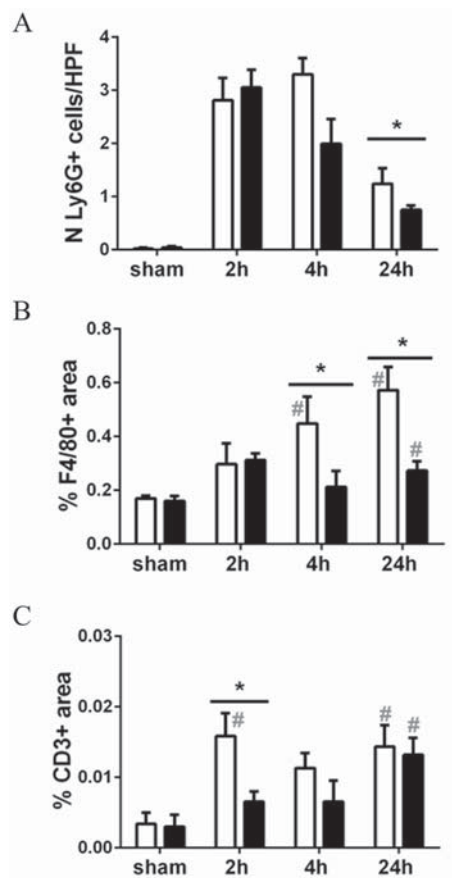 A
N Ly6G+ cells/HPF
4
3
2
1
0
*
sham 2h 4h 24h
B
% F4/80+ area
0.8
0.6
0.4
0.2
0.0
# * # * #
sham 2h 4h 24h
C
% CD3+ area
0.03
0.02
0.01
0.00
* # # #
sham 2h 4h 24h